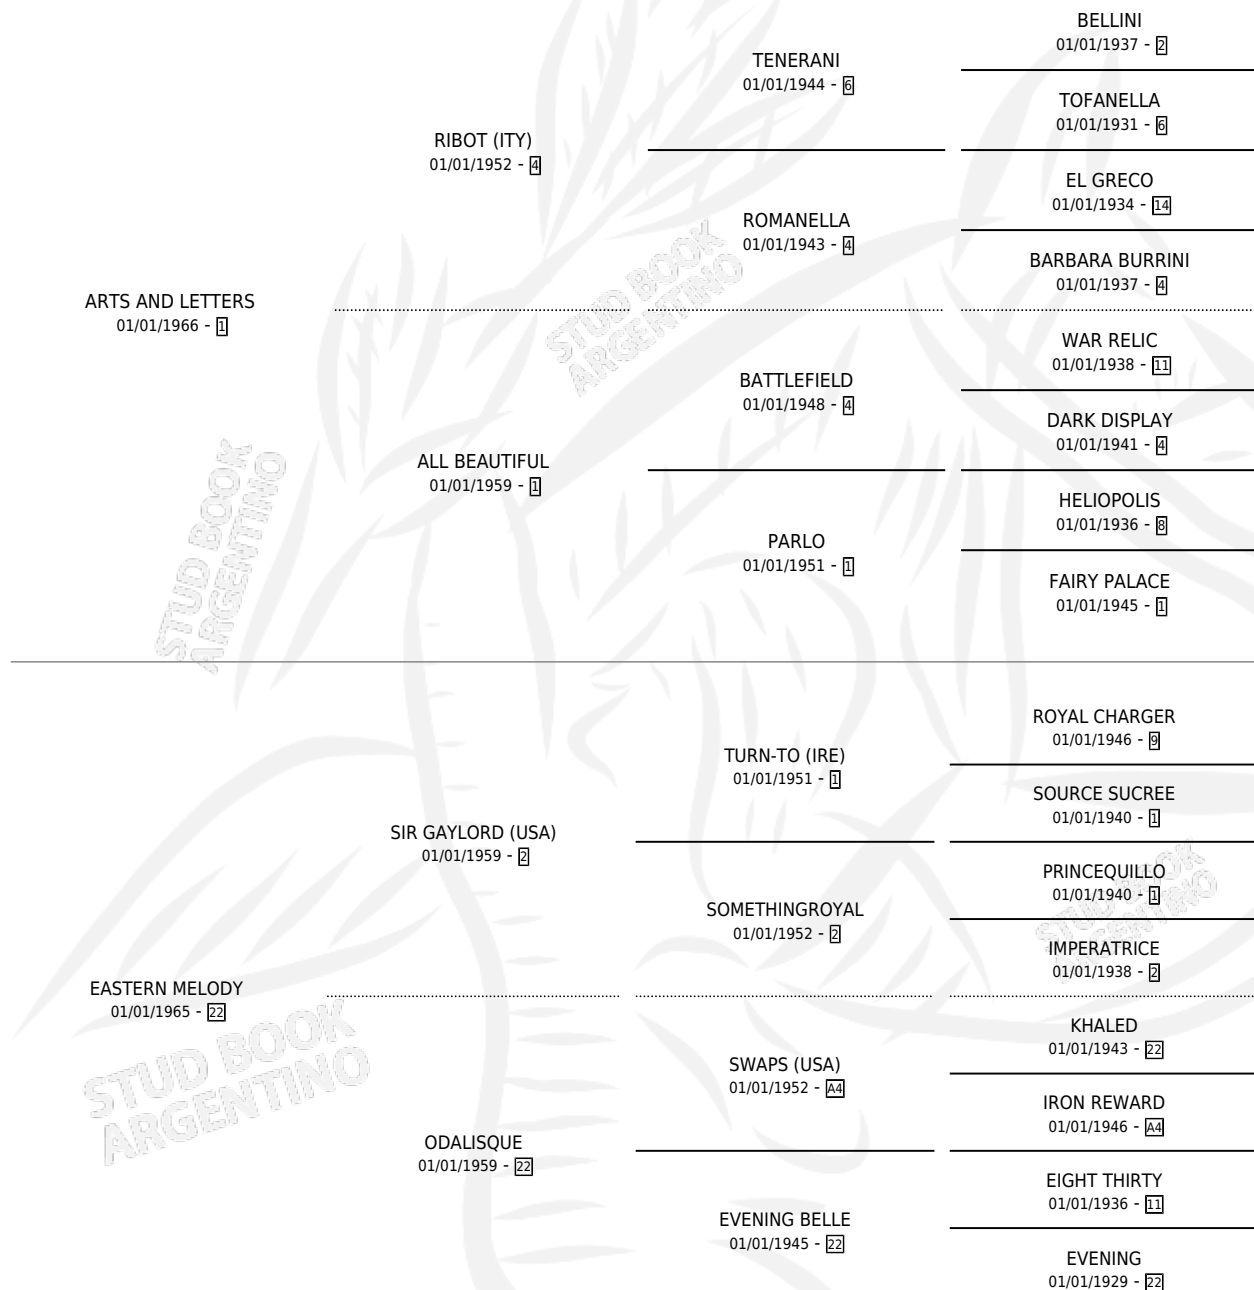 BELLINI
01/01/1937 - 2
TENERANI
01/01/1944 - 6
TOFANELLA
01/01/1931 - 6
RIBOT (ITY)
01/01/1952 - 4
EL GRECO
01/01/1934 - 14
ROMANELLA
01/01/1943 - 4
BARBARA BURRINI
01/01/1937 - 4
ARTS AND LETTERS
01/01/1966 - 1
STUD BOOK
ARGENTINO
WAR RELIC
01/01/1938 - 11
BATTLEFIELD
01/01/1948 - 4
DARK DISPLAY
01/01/1941 - 4
ALL BEAUTIFUL
01/01/1959 - 1
HELIOPOLIS
01/01/1936 - 8
PARLO
01/01/1951 - 1
FAIRY PALACE
01/01/1945 - 1
STUD BOOK
ARGENTINO
ROYAL CHARGER
01/01/1946 - 9
TURN-TO (IRE)
01/01/1951 - 1
SOURCE SUCREE
01/01/1940 - 1
SIR GAYLORD (USA)
01/01/1959 - 2
PRINCEQUILLO
01/01/1940 - 1
SOMETHINGROYAL
01/01/1952 - 2
STUD BOOK
ARGENTINO
IMPERATRICE
01/01/1938 - 2
EASTERN MELODY
01/01/1965 - 22
STUD BOOK
ARGENTINO
KHALED
01/01/1943 - 22
SWAPS (USA)
01/01/1952 - A4
IRON REWARD
01/01/1946 - A4
ODALISQUE
01/01/1959 - 22
EIGHT THIRTY
01/01/1936 - 11
EVENING BELLE
01/01/1945 - 22
EVENING
01/01/1929 - 22